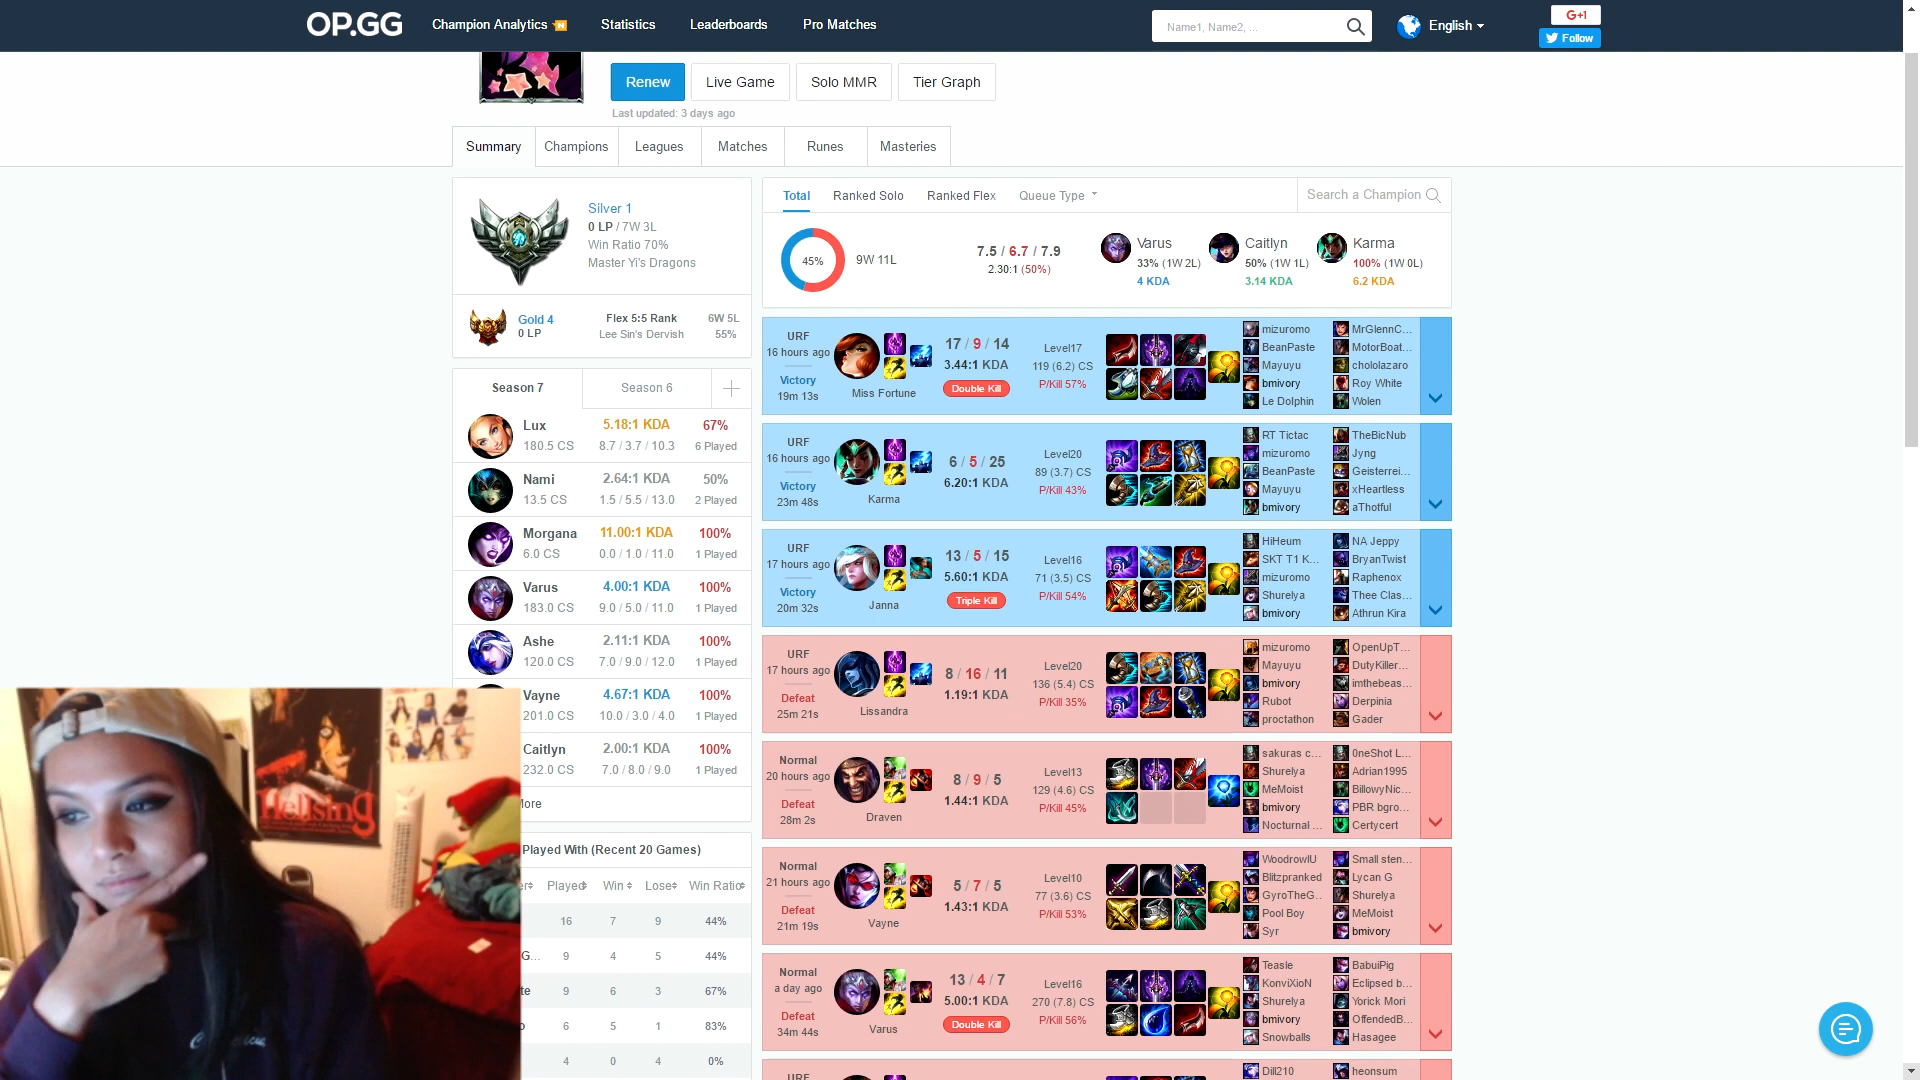 OP.GG
Champion Analytics N
Statistics
Leaderboards
Pro Matches
Name1, Name2, ...
English
G+1
Follow
Renew
Live Game
Solo MMR
Tier Graph
Last updated: 3 days ago
Summary
Champions
Leagues
Matches
Runes
Masteries
Silver 1
0 LP / 7W 3L
Win Ratio 70%
Master Yi's Dragons
Gold 4
0 LP
Flex 5:5 Rank
Lee Sin's Dervish
6W 5L
55%
Season 7
Season 6
Lux 5.18:1 KDA 67%
180.5 CS 8.7 / 3.7 / 10.3 6 Played
Nami 2.64:1 KDA 50%
13.5 CS 1.5 / 5.5 / 13.0 2 Played
Morgana 11.00:1 KDA 100%
6.0 CS 0.0 / 1.0 / 11.0 1 Played
Varus 4.00:1 KDA 100%
183.0 CS 9.0 / 5.0 / 11.0 1 Played
Ashe 2.11:1 KDA 100%
120.0 CS 7.0 / 9.0 / 12.0 1 Played
Vayne 4.67:1 KDA 100%
201.0 CS 10.0 / 3.0 / 4.0 1 Played
Caitlyn 2.00:1 KDA 100%
232.0 CS 7.0 / 8.0 / 9.0 1 Played
Played With (Recent 20 Games)
Played Win Lose Win Ratio
16 7 9 44%
G... 9 4 5 44%
te 9 6 3 67%
o 6 5 1 83%
4 0 4 0%
Hellsing
Total
Ranked Solo
Ranked Flex
Queue Type
Search a Champion
45%
9W 11L
7.5 / 6.7 / 7.9
2.30:1 (50%)
Varus
33% (1W 2L)
4 KDA
Caitlyn
50% (1W 1L)
3.14 KDA
Karma
100% (1W 0L)
6.2 KDA
URF
16 hours ago
Victory
19m 13s
Miss Fortune
17 / 9 / 14
3.44:1 KDA
Double Kill
Level17
119 (6.2) CS
P/Kill 57%
mizuromo
BeanPaste
Mayuyu
bmivory
Le Dolphin
MrGlennC...
MotorBoat...
chololazaro
Roy White
Wolen
URF
16 hours ago
Victory
23m 48s
Karma
6 / 5 / 25
6.20:1 KDA
Level20
89 (3.7) CS
P/Kill 43%
RT Tictac
mizuromo
BeanPaste
Mayuyu
bmivory
TheBicNub
Jyng
Geisterrei...
xHeartless
aThotful
URF
17 hours ago
Victory
20m 32s
Janna
13 / 5 / 15
5.60:1 KDA
Triple Kill
Level16
71 (3.5) CS
P/Kill 54%
HiHeum
SKT T1 K...
mizuromo
Shurelya
bmivory
NA Jeppy
BryanTwist
Raphenox
Thee Clas...
Athrun Kira
URF
17 hours ago
Defeat
25m 21s
Lissandra
8 / 16 / 11
1.19:1 KDA
Level20
136 (5.4) CS
P/Kill 35%
mizuromo
Mayuyu
bmivory
Rubot
proctathon
OpenUpT...
DutyKiller...
imthebeas...
Derpinia
Gader
Normal
20 hours ago
Defeat
28m 2s
Draven
8 / 9 / 5
1.44:1 KDA
Level13
129 (4.6) CS
P/Kill 45%
sakuras c...
Shurelya
MeMoist
bmivory
Nocturnal ...
0neShot L...
Adrian1995
BillowyNic...
PBR bgro...
Certycert
Normal
21 hours ago
Defeat
21m 19s
Vayne
5 / 7 / 5
1.43:1 KDA
Level10
77 (3.6) CS
P/Kill 53%
WoodrowIU
Blitzpranked
GyroTheG...
Pool Boy
Syr
Small sten...
Lycan G
Shurelya
MeMoist
bmivory
Normal
a day ago
Defeat
34m 44s
Varus
13 / 4 / 7
5.00:1 KDA
Double Kill
Level16
270 (7.8) CS
P/Kill 56%
Teasle
KonviXioN
Shurelya
bmivory
Snowballs
BabuiPig
Eclipsed b...
Yorick Mori
OffendedB...
Hasagee
URF
Dill210
heonsum